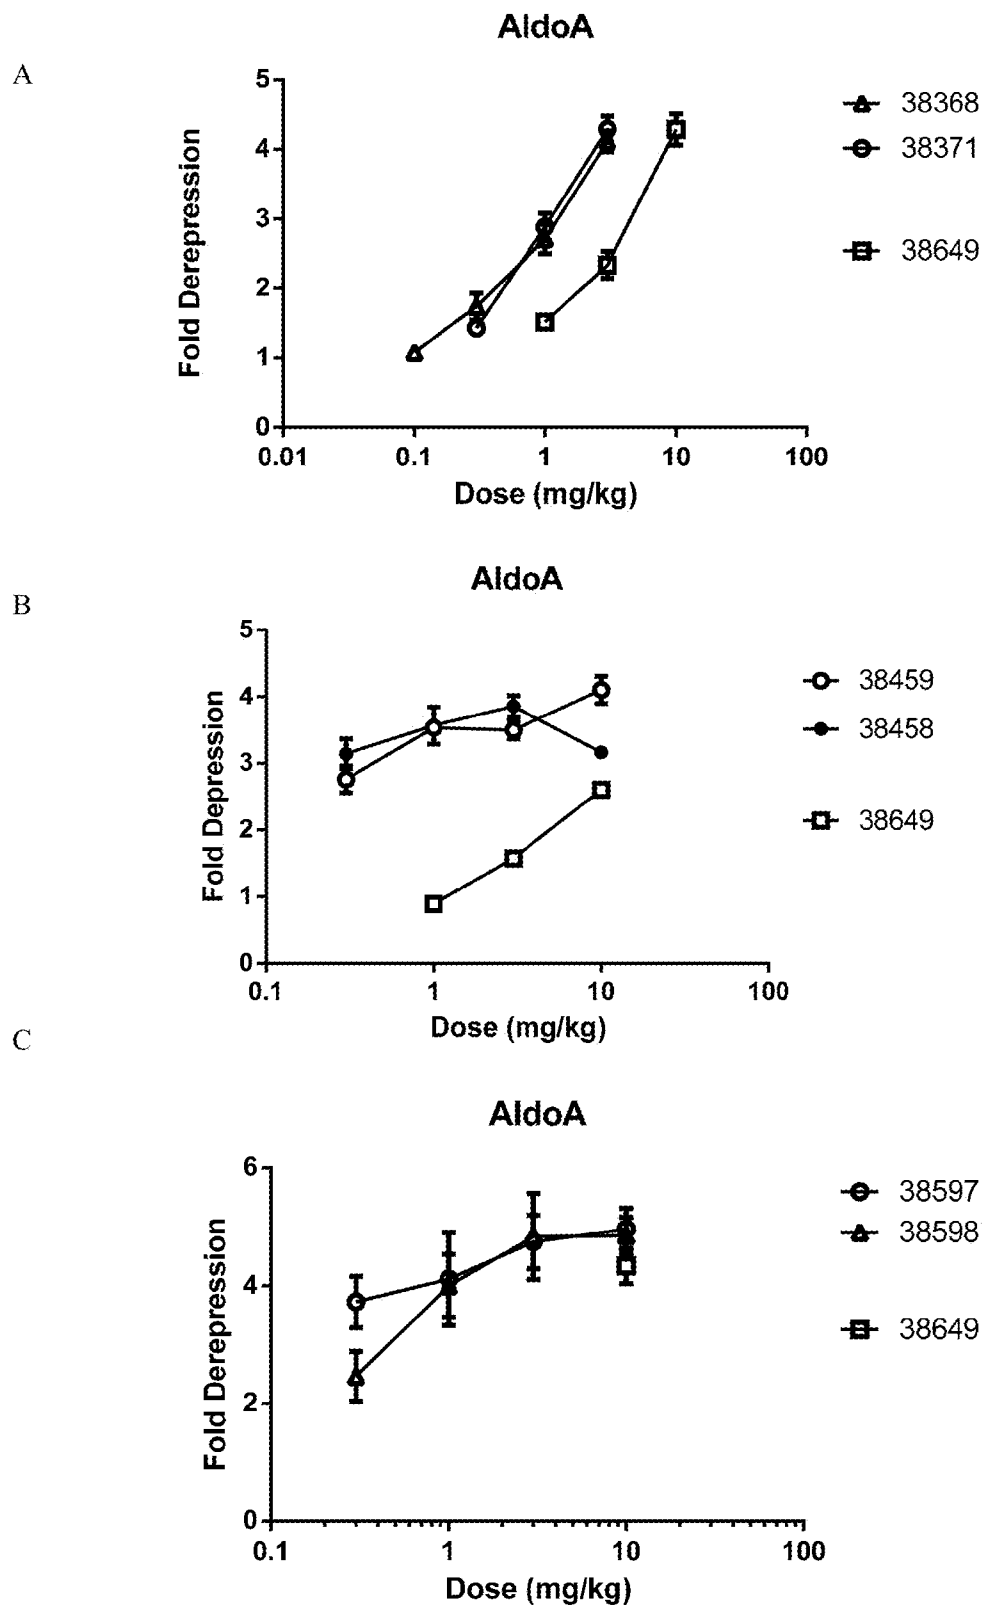 AldoA
A
5
4
3
2
1
0
Fold Derepression
0.01 0.1 1 10 100
Dose (mg/kg)
38368
38371
38649
AldoA
B
5
4
3
2
1
0
Fold Depression
0.1 1 10 100
Dose (mg/kg)
38459
38458
38649
C
AldoA
6
4
2
0
Fold Derepression
0.1 1 10 100
Dose (mg/kg)
38597
38598
38649